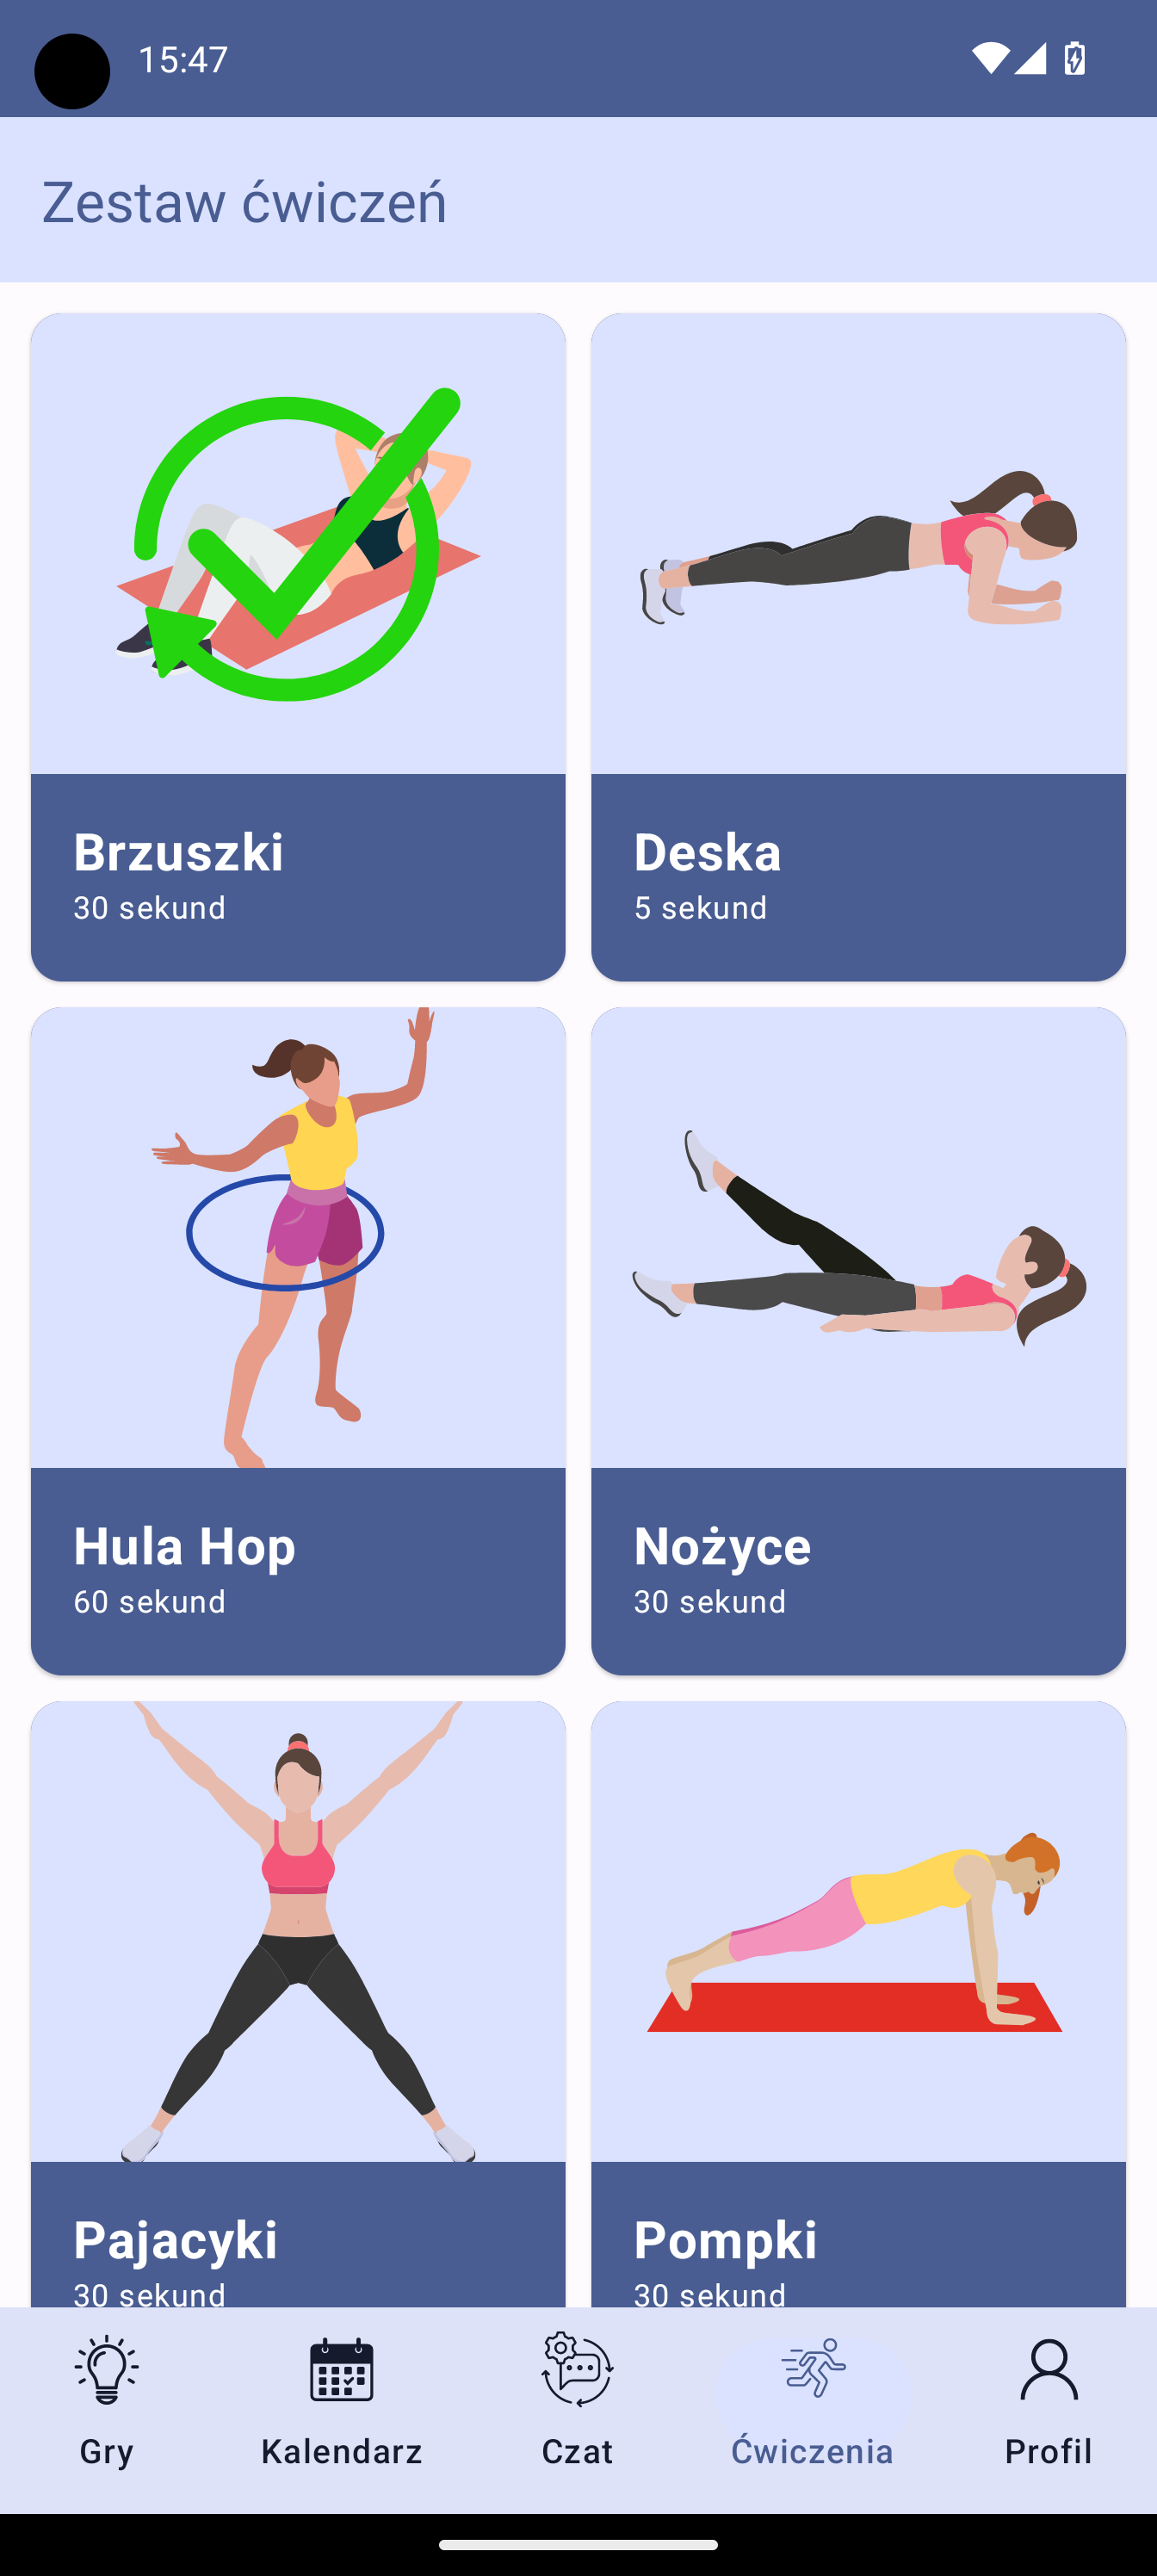 15:47
Zestaw ćwiczeń
Brzuszki
30 sekund
Deska
5 sekund
Hula Hop
60 sekund
Nożyce
30 sekund
Pajacyki
30 sekund
Pompki
30 sekund
Gry
Kalendarz
Czat
Ćwiczenia
Profil